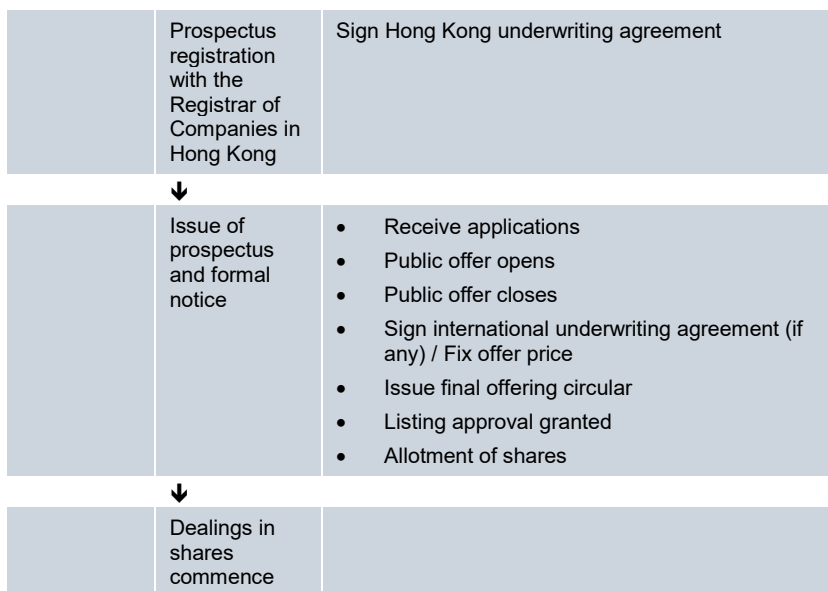 Prospectus
registration
with the
Registrar of
Companies in
Hong Kong
Sign Hong Kong underwriting agreement
Issue of
prospectus
and formal
notice
• Receive applications
• Public offer opens
• Public offer closes
• Sign international underwriting agreement (if
any) / Fix offer price
• Issue final offering circular
• Listing approval granted
• Allotment of shares
Dealings in
shares
commence